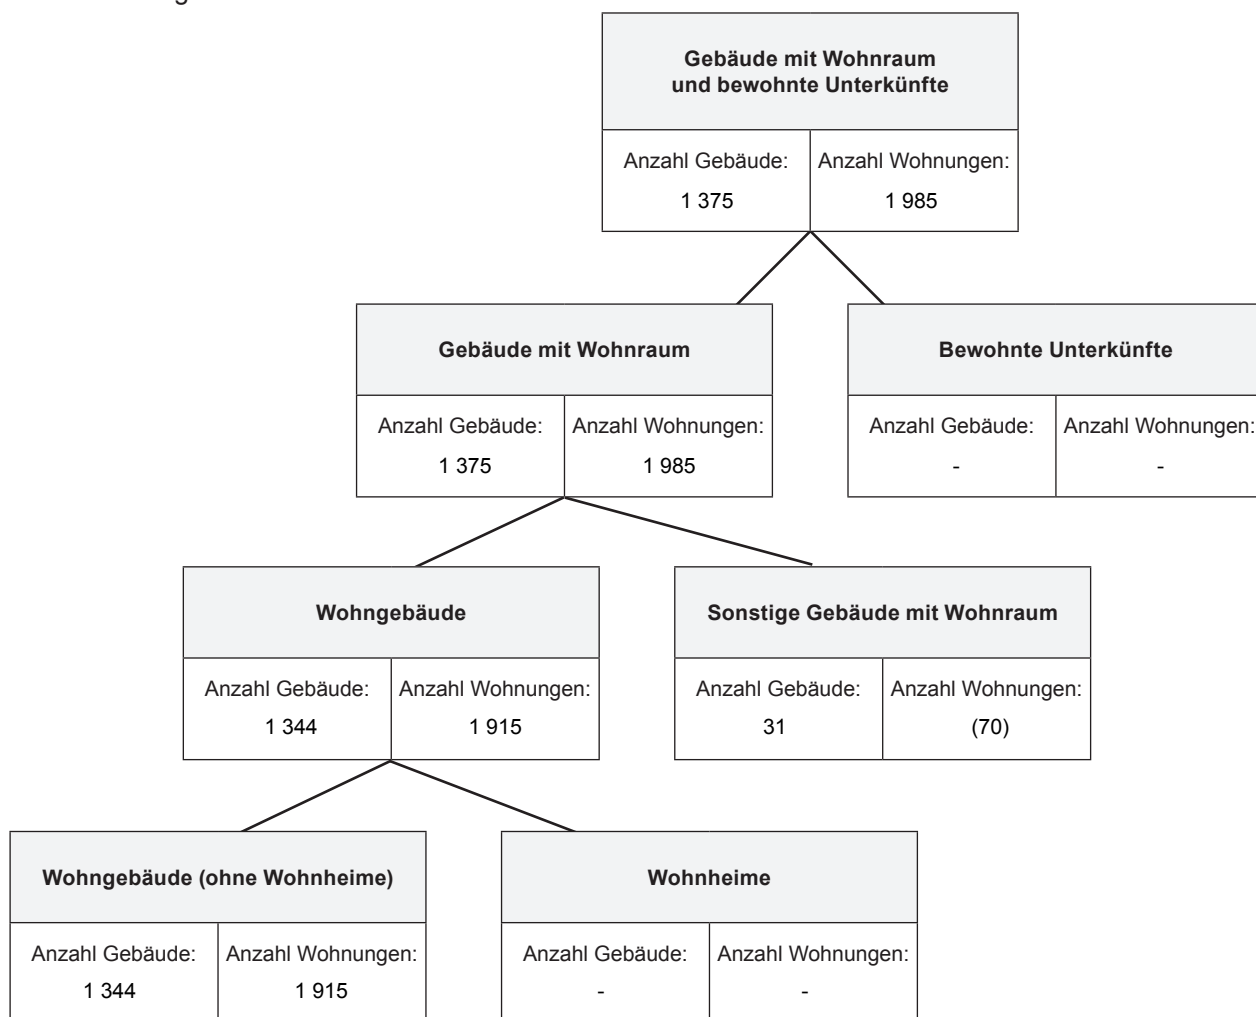 Gebäude mit Wohnraum
und bewohnte Unterkünfte
Anzahl Gebäude: Anzahl Wohnungen:
1 375 1 985
Gebäude mit Wohnraum Bewohnte Unterkünfte
Anzahl Gebäude: Anzahl Wohnungen: Anzahl Gebäude: Anzahl Wohnungen:
1 375 1 985 - -
Wohngebäude Sonstige Gebäude mit Wohnraum
Anzahl Gebäude: Anzahl Wohnungen: Anzahl Gebäude: Anzahl Wohnungen:
1 344 1 915 31 (70)
Wohngebäude (ohne Wohnheime) Wohnheime
Anzahl Gebäude: Anzahl Wohnungen: Anzahl Gebäude: Anzahl Wohnungen:
1 344 1 915 - -